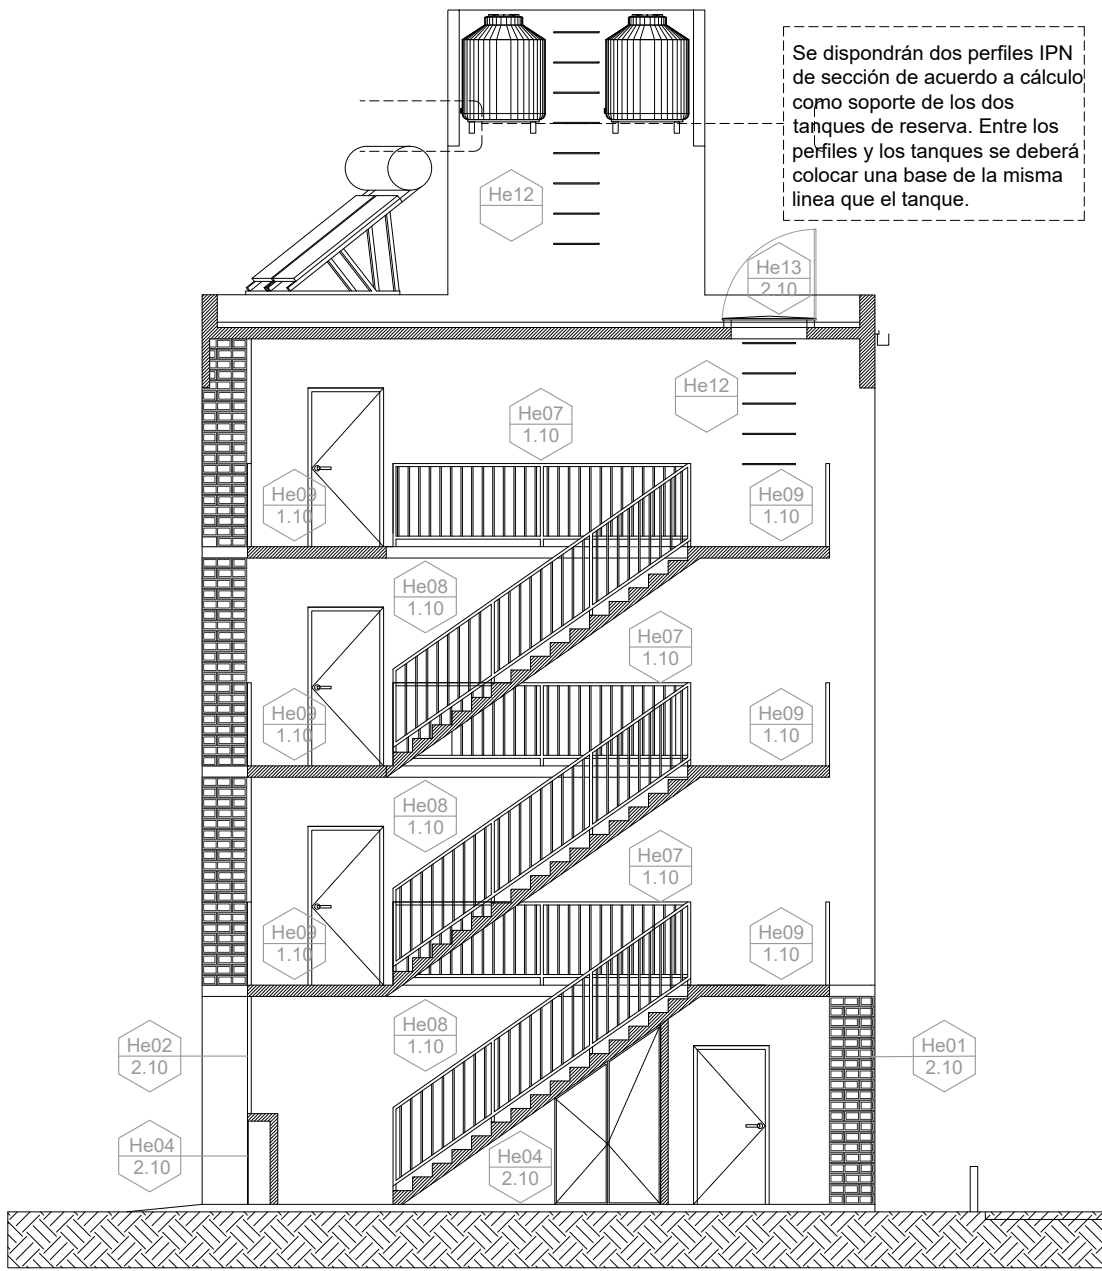 Se dispondrán dos perfiles IPN
de sección de acuerdo a cálculo
como soporte de los dos
tanques de reserva. Entre los
perfiles y los tanques se deberá
colocar una base de la misma
linea que el tanque.
He12
He13
2.10
He12
He07
1.10
He09
1.10
He09
1.10
He08
1.10
He07
1.10
He09
1.10
He09
1.10
He08
1.10
He07
1.10
He09
1.10
He09
1.10
He08
1.10
He02
2.10
He01
2.10
He04
2.10
He04
2.10